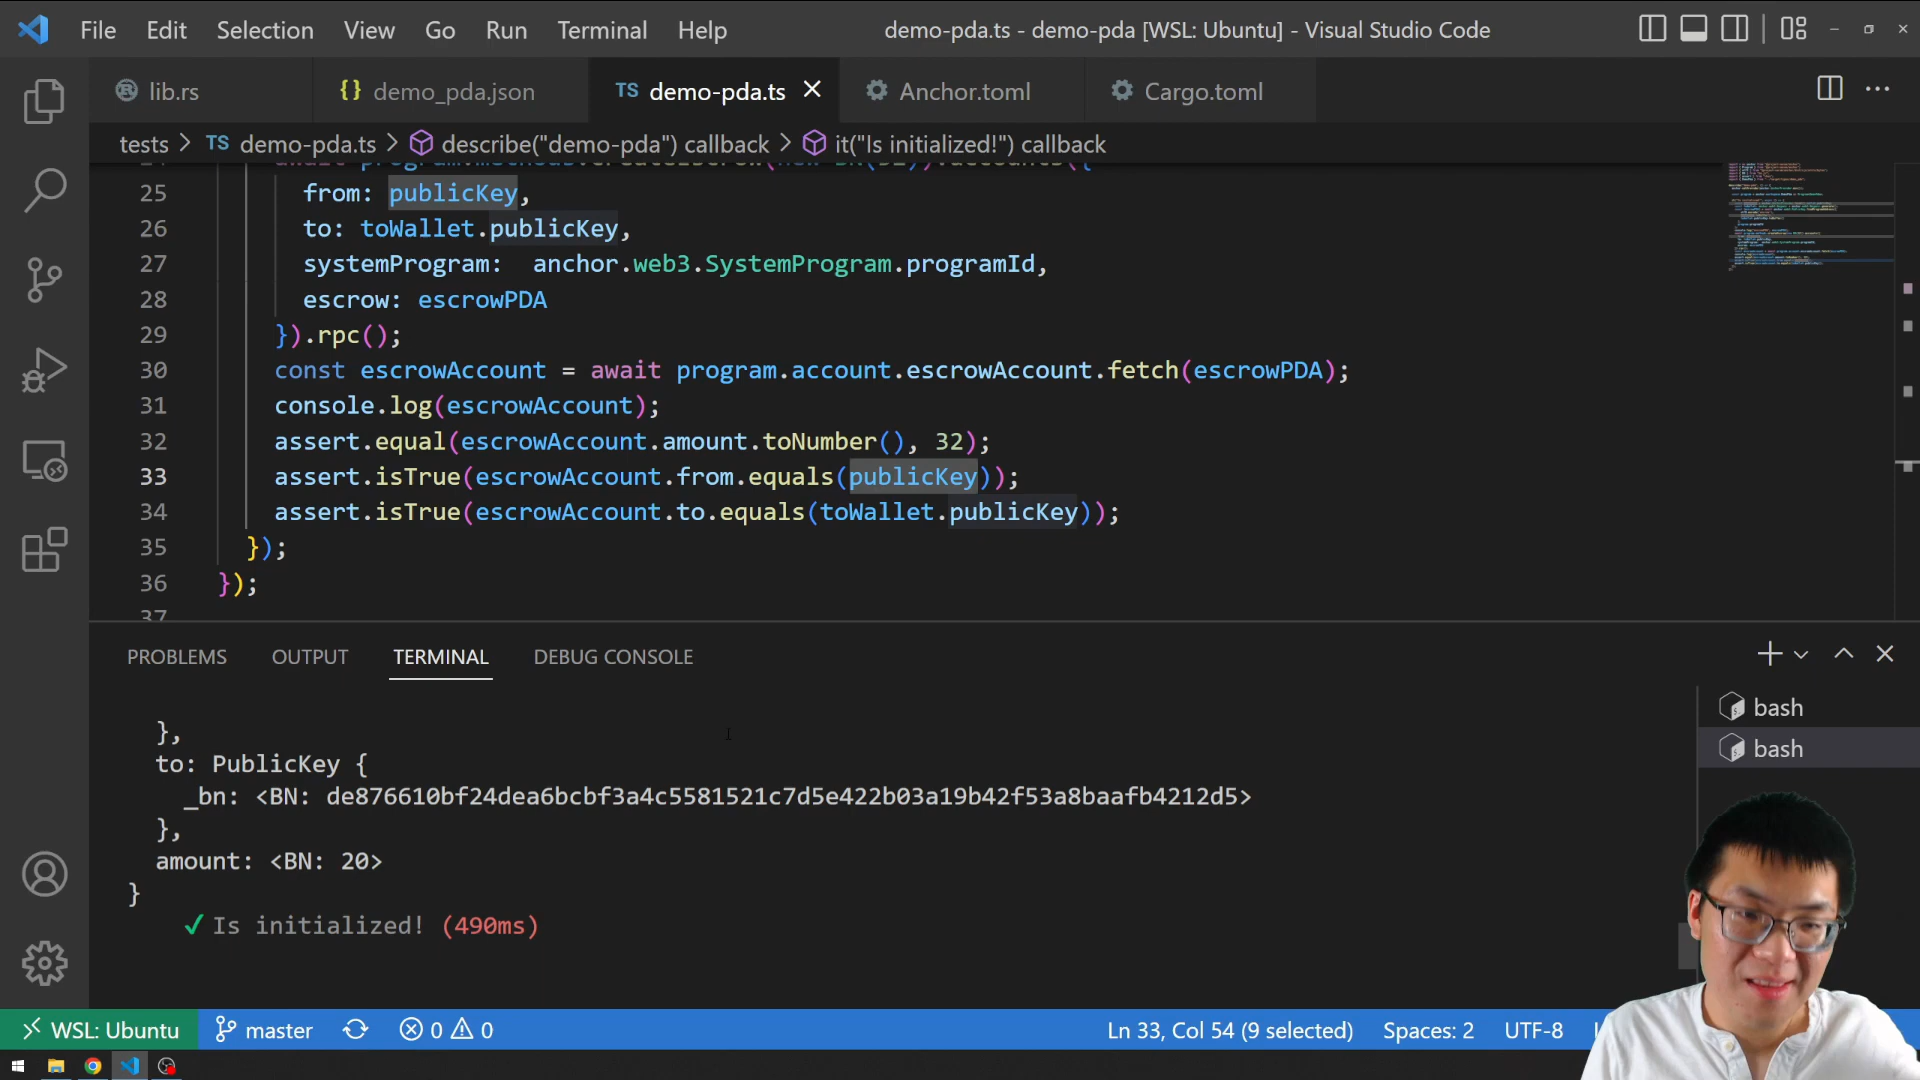 File Edit Selection View Go Run Terminal Help
demo-pda.ts - demo-pda [WSL: Ubuntu] - Visual Studio Code
lib.rs
{} demo_pda.json
TS demo-pda.ts
Anchor.toml
Cargo.toml
tests > TS demo-pda.ts > describe("demo-pda") callback > it("Is initialized!") callback
25 from: publicKey,
26 to: toWallet.publicKey,
27 systemProgram: anchor.web3.SystemProgram.programId,
28 escrow: escrowPDA
29 }).rpc();
30 const escrowAccount = await program.account.escrowAccount.fetch(escrowPDA);
31 console.log(escrowAccount);
32 assert.equal(escrowAccount.amount.toNumber(), 32);
33 assert.isTrue(escrowAccount.from.equals(publicKey));
34 assert.isTrue(escrowAccount.to.equals(toWallet.publicKey));
35 });
36 });
37
PROBLEMS OUTPUT TERMINAL DEBUG CONSOLE
},
to: PublicKey {
_bn: <BN: de876610bf24dea6bcbf3a4c5581521c7d5e422b03a19b42f53a8baafb4212d5>
},
amount: <BN: 20>
}
✓ Is initialized! (490ms)
bash
bash
WSL: Ubuntu
master
0 0
Ln 33, Col 54 (9 selected)
Spaces: 2
UTF-8